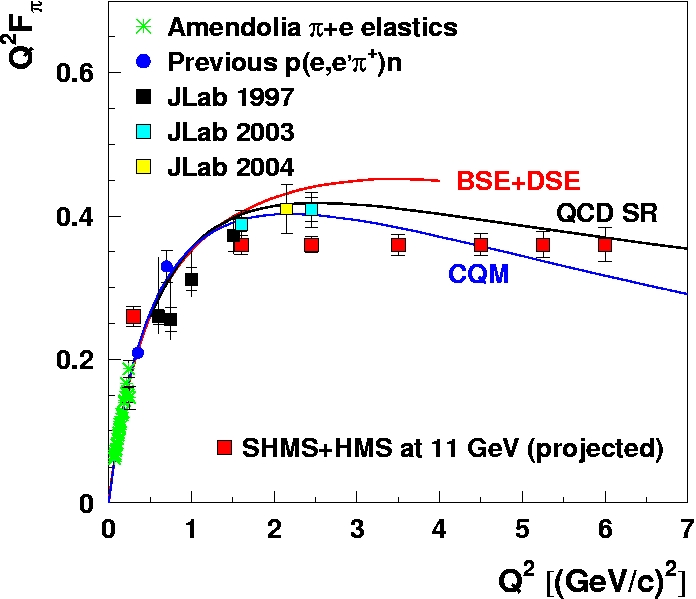 Q²Fπ
Amendolia π+e elastics
Previous p(e,e'π⁺)n
JLab 1997
JLab 2003
JLab 2004
0.6
BSE+DSE
QCD SR
0.4
CQM
0.2
SHMS+HMS at 11 GeV (projected)
0
0 1 2 3 4 5 6 7
Q² [(GeV/c)²]